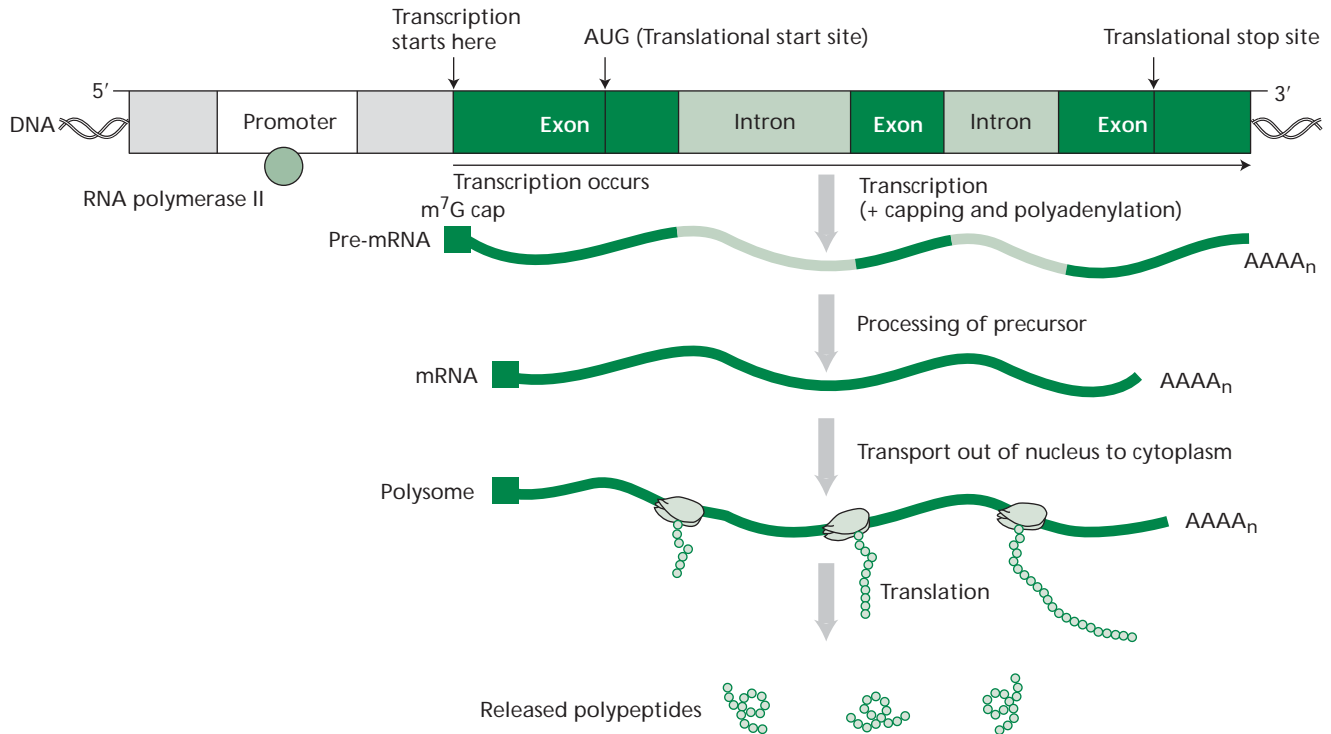 Transcription
starts here
AUG (Translational start site)
Translational stop site
5′
3′
DNA
Promoter
Exon
Intron
Exon
Intron
Exon
RNA polymerase II
Transcription occurs
Transcription
(+ capping and polyadenylation)
m⁷G cap
Pre-mRNA
AAAAₙ
Processing of precursor
mRNA
AAAAₙ
Transport out of nucleus to cytoplasm
Polysome
AAAAₙ
Translation
Released polypeptides